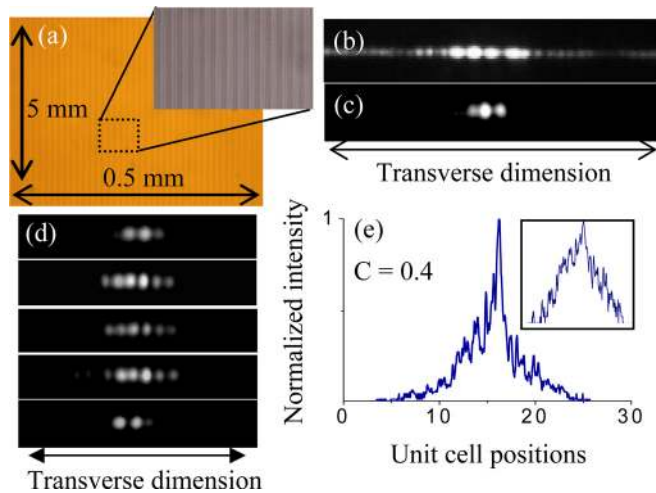 (a)
5 mm
0.5 mm
(b)
(c)
Transverse dimension
(d)
Transverse dimension
(e)
C = 0.4
Normalized intensity
1
0
10
20
30
Unit cell positions